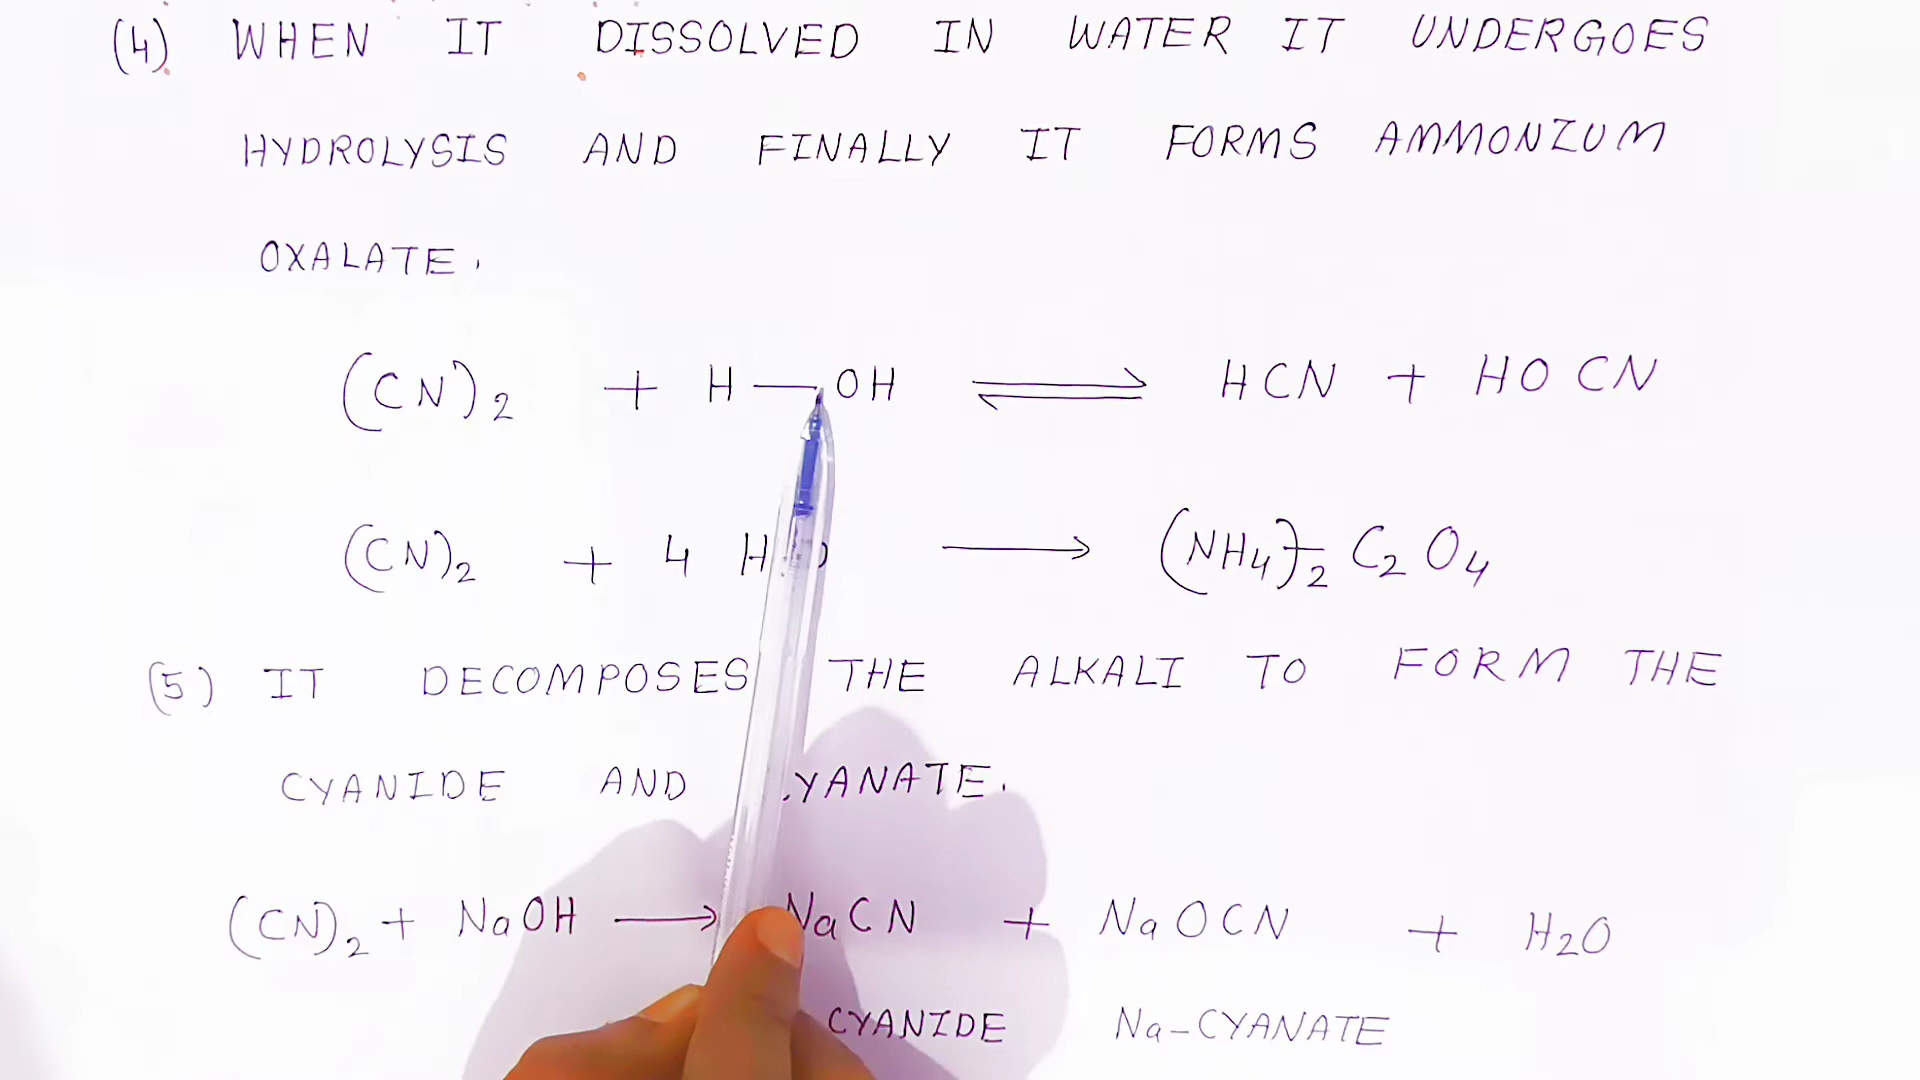 (4) WHEN IT DISSOLVED IN WATER IT UNDERGOES
HYDROLYSIS AND FINALLY IT FORMS AMMONIUM
OXALATE.
(CN)₂ + H — OH ⇌ HCN + HOCN
(CN)₂ + 4 H O → (NH₄)₂ C₂O₄
(5) IT DECOMPOSES THE ALKALI TO FORM THE
CYANIDE AND YANATE.
(CN)₂ + NaOH → NaCN + NaOCN + H₂O
CYANIDE Na-CYANATE